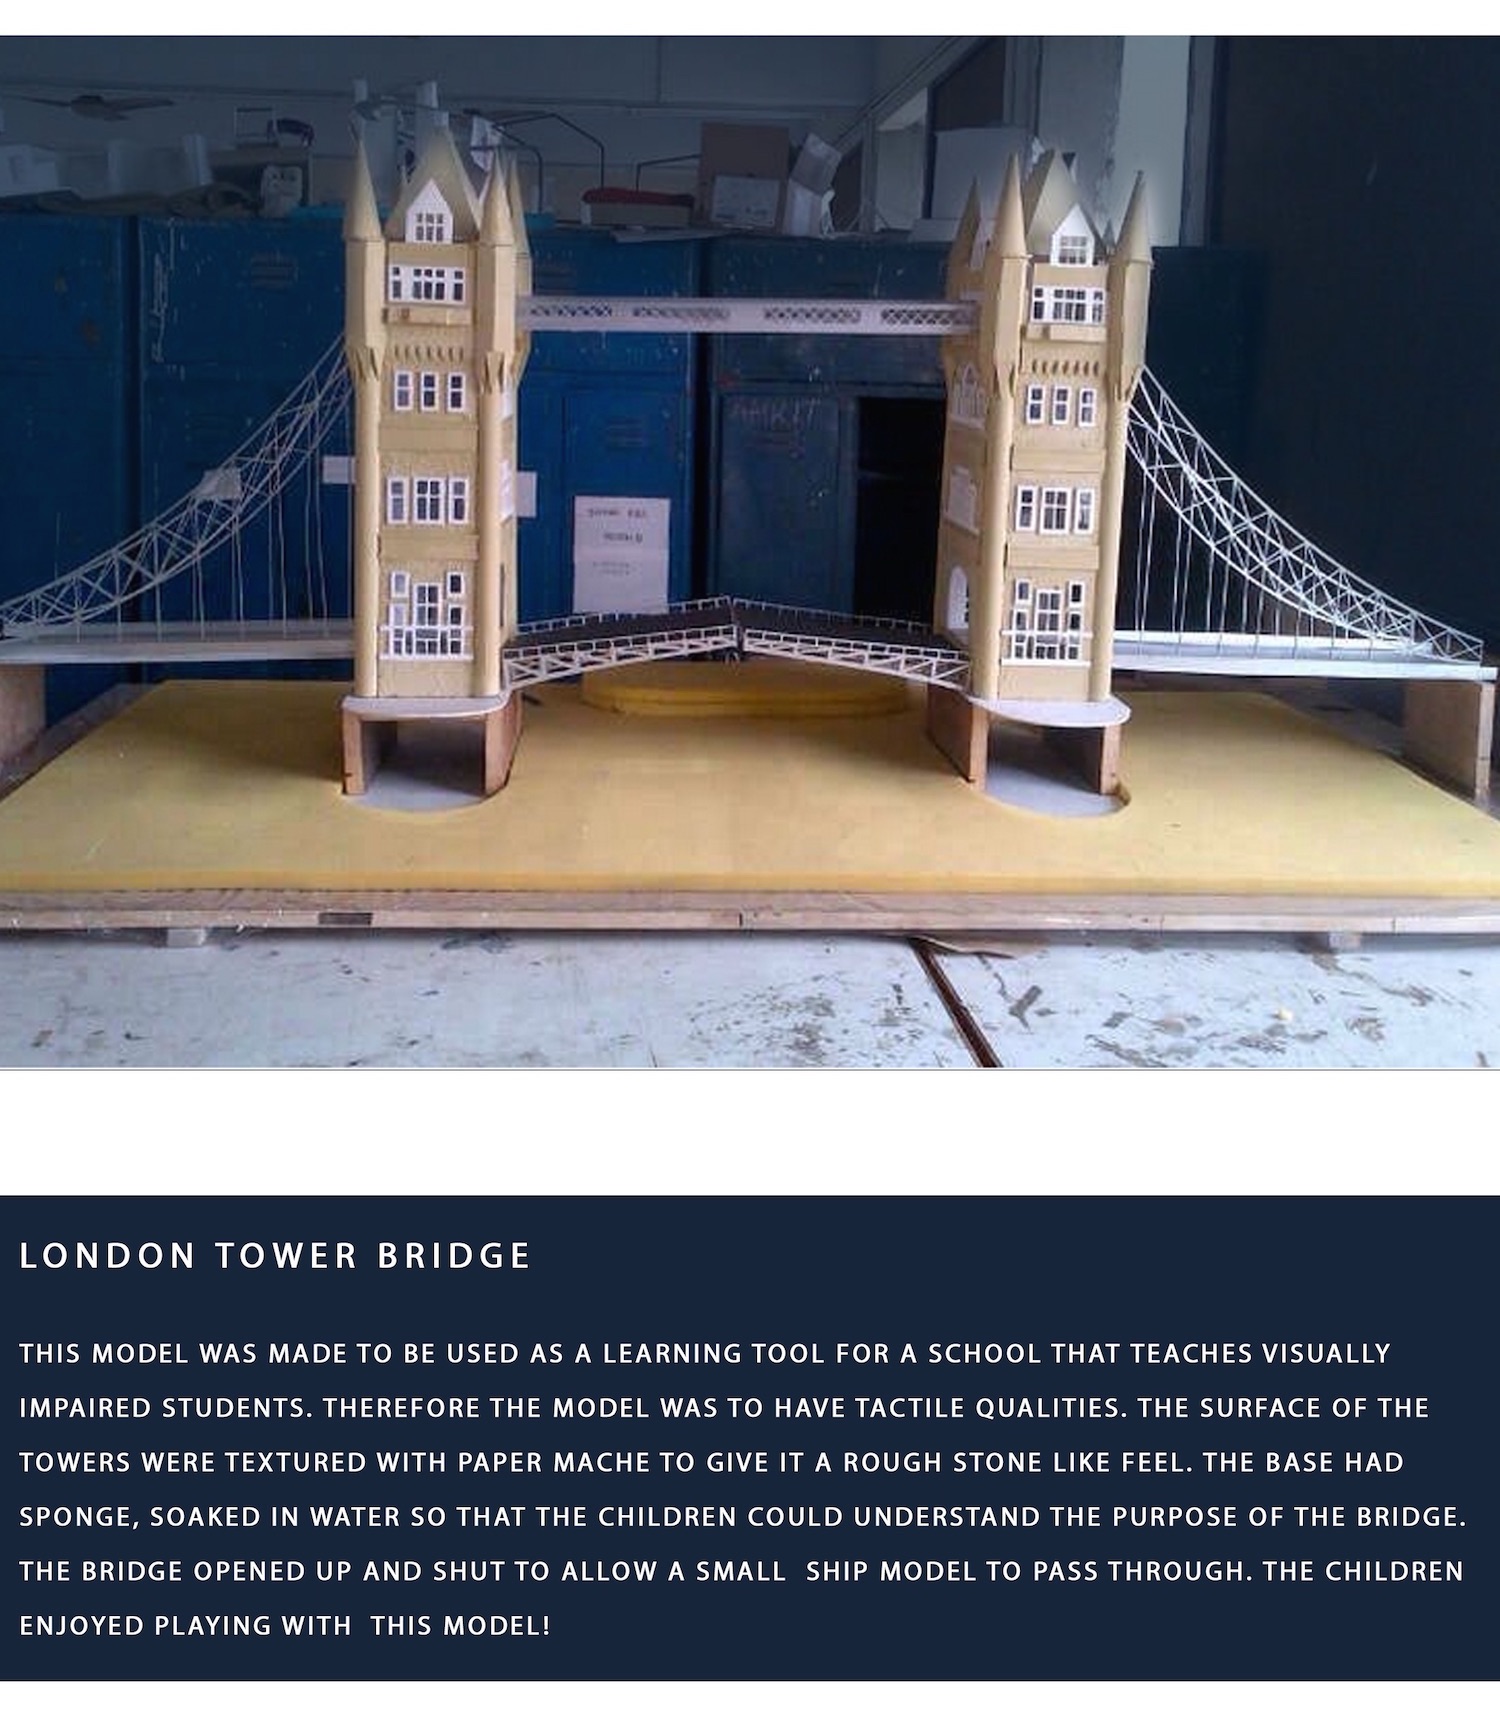 AMRIT
LONDON TOWER BRIDGE
THIS MODEL WAS MADE TO BE USED AS A LEARNING TOOL FOR A SCHOOL THAT TEACHES VISUALLY
IMPAIRED STUDENTS. THEREFORE THE MODEL WAS TO HAVE TACTILE QUALITIES. THE SURFACE OF THE
TOWERS WERE TEXTURED WITH PAPER MACHE TO GIVE IT A ROUGH STONE LIKE FEEL. THE BASE HAD
SPONGE, SOAKED IN WATER SO THAT THE CHILDREN COULD UNDERSTAND THE PURPOSE OF THE BRIDGE.
THE BRIDGE OPENED UP AND SHUT TO ALLOW A SMALL  SHIP MODEL TO PASS THROUGH. THE CHILDREN
ENJOYED PLAYING WITH  THIS MODEL!